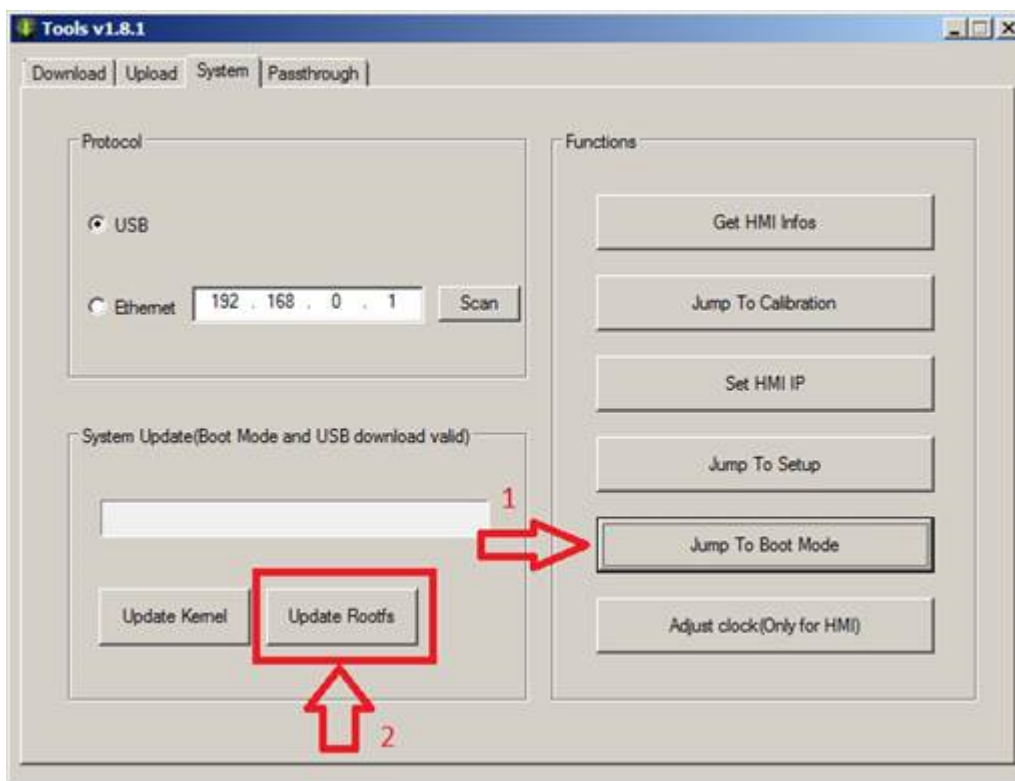 Tools v1.8.1
Download Upload System Passthrough
Protocol
USB
Ethernet 192 . 168 . 0 . 1 Scan
System Update(Boot Mode and USB download valid)
Update Kernel Update Rootfs
Functions
Get HMI Infos
Jump To Calibration
Set HMI IP
Jump To Setup
1
Jump To Boot Mode
Adjust clock(Only for HMI)
2